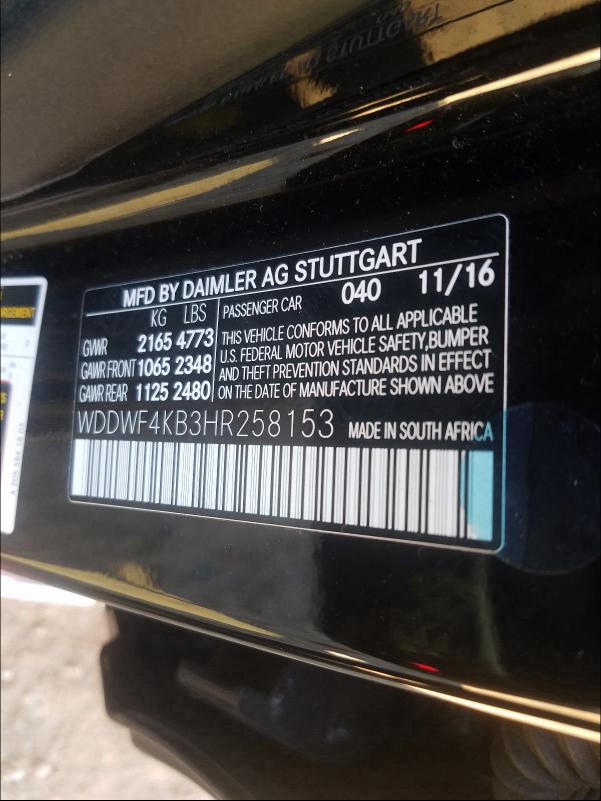 MFD BY DAIMLER AG STUTTGART
KG LBS
GVWR 2165 4773
GAWR FRONT 1065 2348
GAWR REAR 1125 2480
PASSENGER CAR 040 11/16
THIS VEHICLE CONFORMS TO ALL APPLICABLE
U.S. FEDERAL MOTOR VEHICLE SAFETY,BUMPER
AND THEFT PREVENTION STANDARDS IN EFFECT
ON THE DATE OF MANUFACTURE SHOWN ABOVE
WDDWF4KB3HR258153 MADE IN SOUTH AFRICA